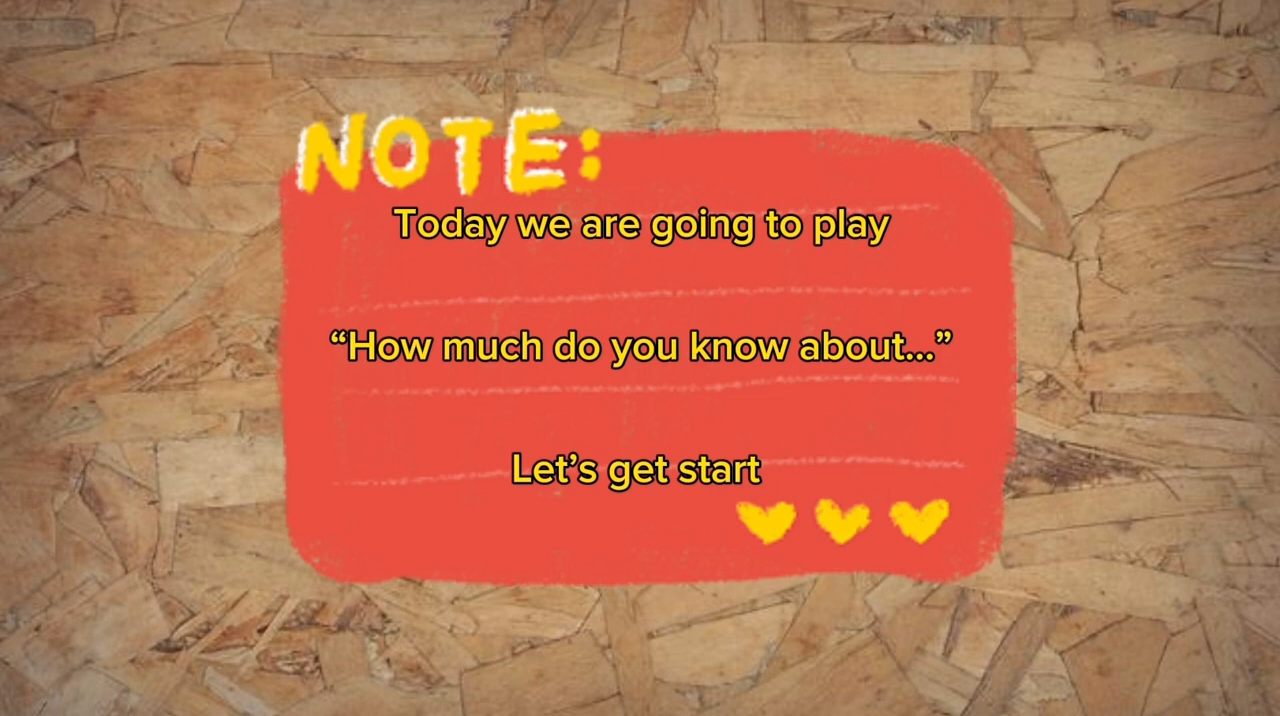 NOTE:
Today we are going to play
“How much do you know about...”
Let’s get start